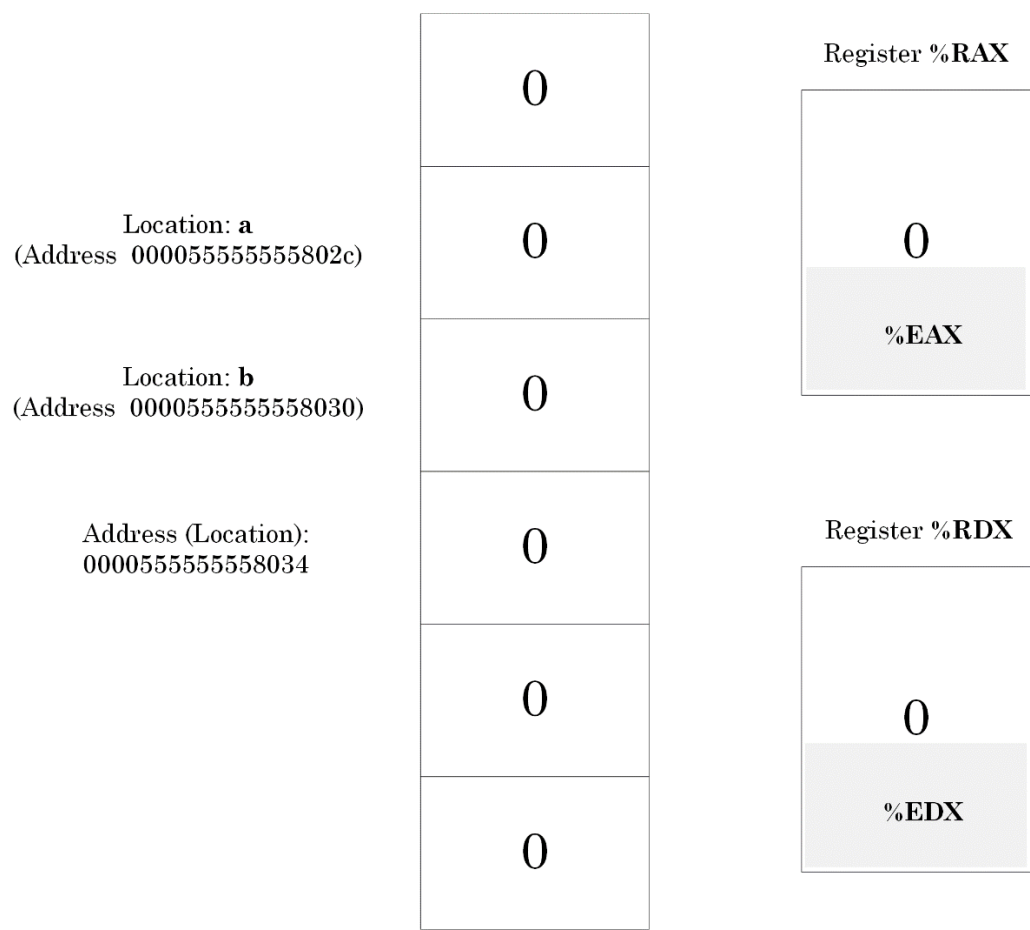 Register %RAX
0
Location: a
(Address 000055555555802c)
0
0
%EAX
Location: b
(Address 0000555555558030)
0
Address (Location):
0000555555558034
0
Register %RDX
0
0
%EDX
0